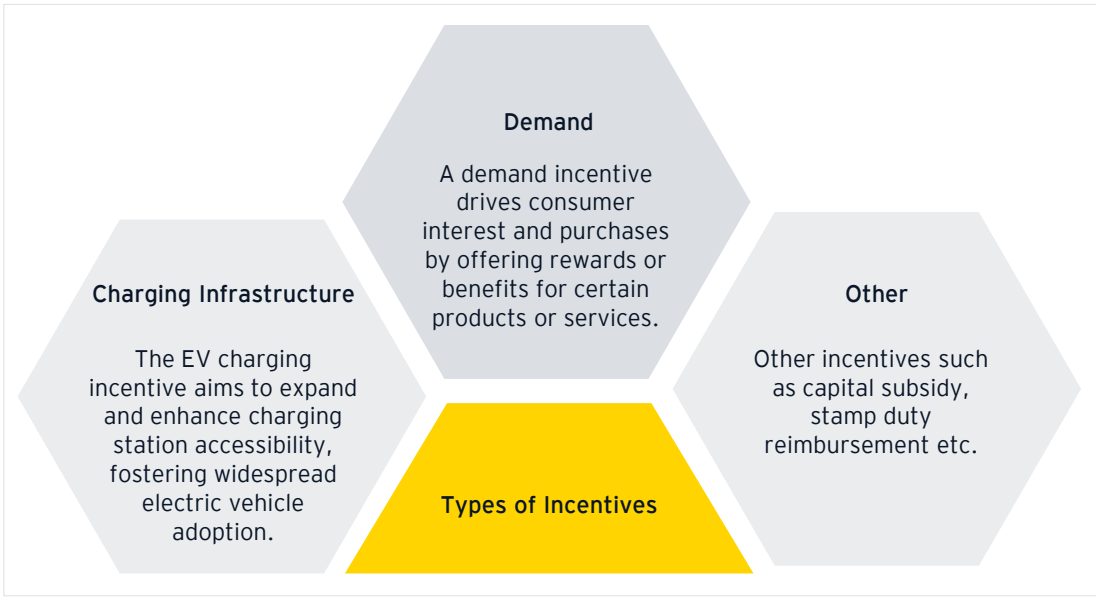 Demand
A demand incentive
drives consumer
interest and purchases
by offering rewards or
benefits for certain
products or services.
Charging Infrastructure
The EV charging
incentive aims to expand
and enhance charging
station accessibility,
fostering widespread
electric vehicle
adoption.
Other
Other incentives such
as capital subsidy,
stamp duty
reimbursement etc.
Types of Incentives